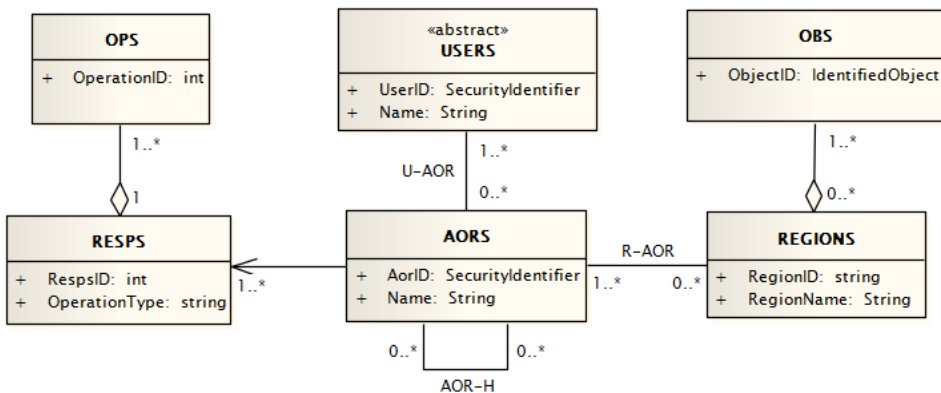 OPS
+ OperationID: int
«abstract»
USERS
+ UserID: SecurityIdentifier
+ Name: String
OBS
+ ObjectID: IdentifiedObject
1..*
1
1..*
U-AOR
0..*
1..*
0..*
RESPS
+ RespsID: int
+ OperationType: string
1..*
AORS
+ AorID: SecurityIdentifier
+ Name: String
R-AOR
1..*
0..*
REGIONS
+ RegionID: string
+ RegionName: String
0..*
0..*
AOR-H